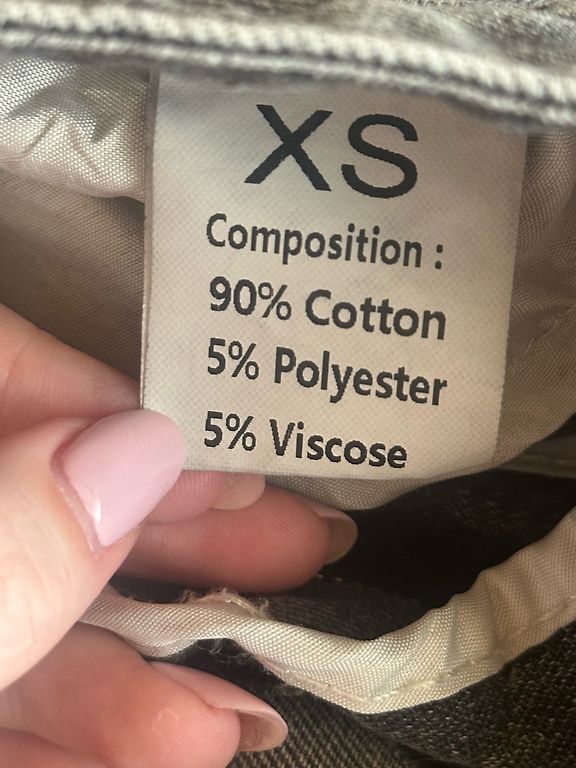 XS
Composition :
90% Cotton
5% Polyester
5% Viscose